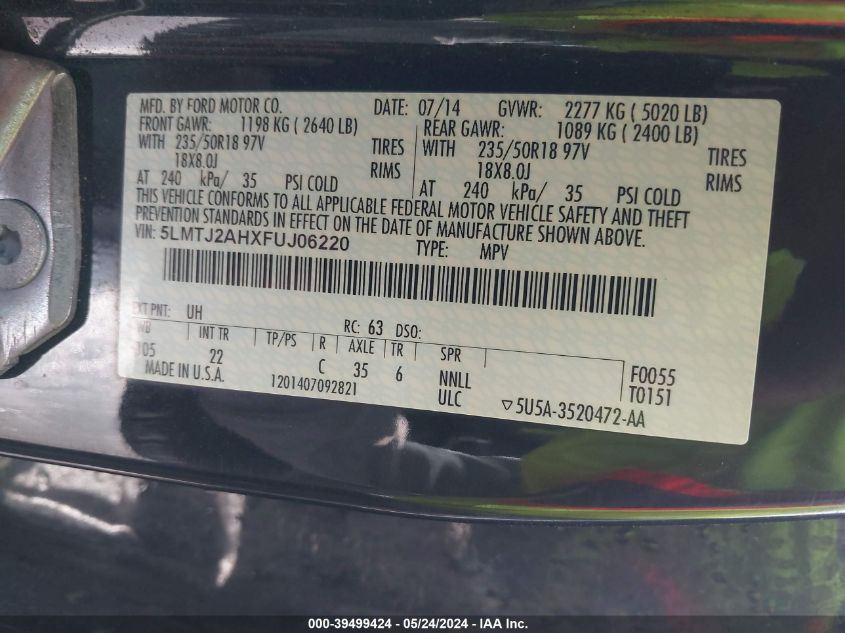 MFD. BY FORD MOTOR CO. DATE: 07/14 GVWR: 2277 KG ( 5020 LB)
FRONT GAWR: 1198 KG ( 2640 LB) REAR GAWR: 1089 KG ( 2400 LB)
WITH 235/50R18 97V TIRES WITH 235/50R18 97V TIRES
18X8.0J RIMS 18X8.0J RIMS
AT 240 kPa/ 35 PSI COLD AT 240 kPa/ 35 PSI COLD
THIS VEHICLE CONFORMS TO ALL APPLICABLE FEDERAL MOTOR VEHICLE SAFETY AND THEFT
PREVENTION STANDARDS IN EFFECT ON THE DATE OF MANUFACTURE SHOWN ABOVE.
VIN: 5LMTJ2AHXFUJ06220 TYPE: MPV
EXT PNT: UH RC: 63 DSO:
WB INT TR TP/PS R AXLE TR SPR
105 22 C 35 6 NNLL F0055
MADE IN U.S.A. 1201407092821 ULC ▽5U5A-3520472-AA T0151
000-39499424 - 05/24/2024 - IAA Inc.